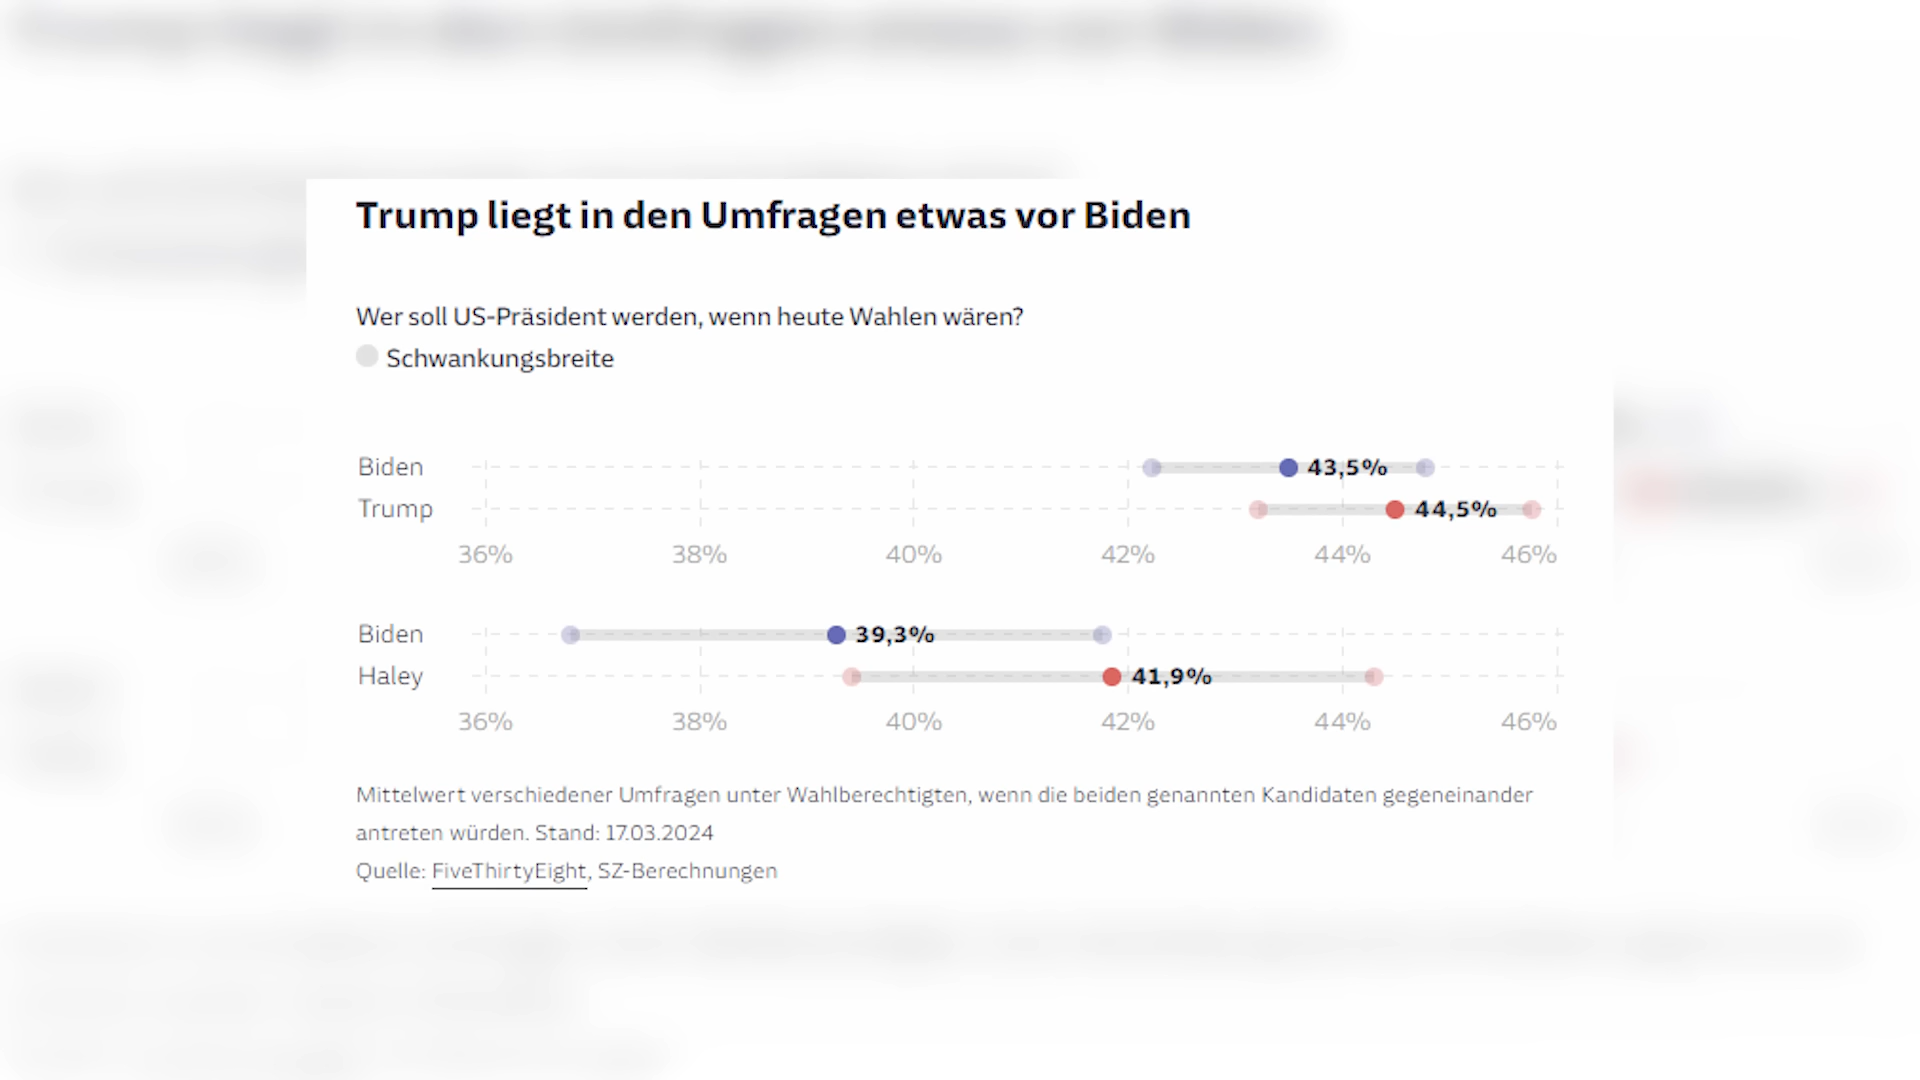 Trump liegt in den Umfragen etwas vor Biden
Wer soll US-Präsident werden, wenn heute Wahlen wären?
Schwankungsbreite
Biden 43,5%
Trump 44,5%
36% 38% 40% 42% 44% 46%
Biden 39,3%
Haley 41,9%
36% 38% 40% 42% 44% 46%
Mittelwert verschiedener Umfragen unter Wahlberechtigten, wenn die beiden genannten Kandidaten gegeneinander
antreten würden. Stand: 17.03.2024
Quelle: FiveThirtyEight, SZ-Berechnungen